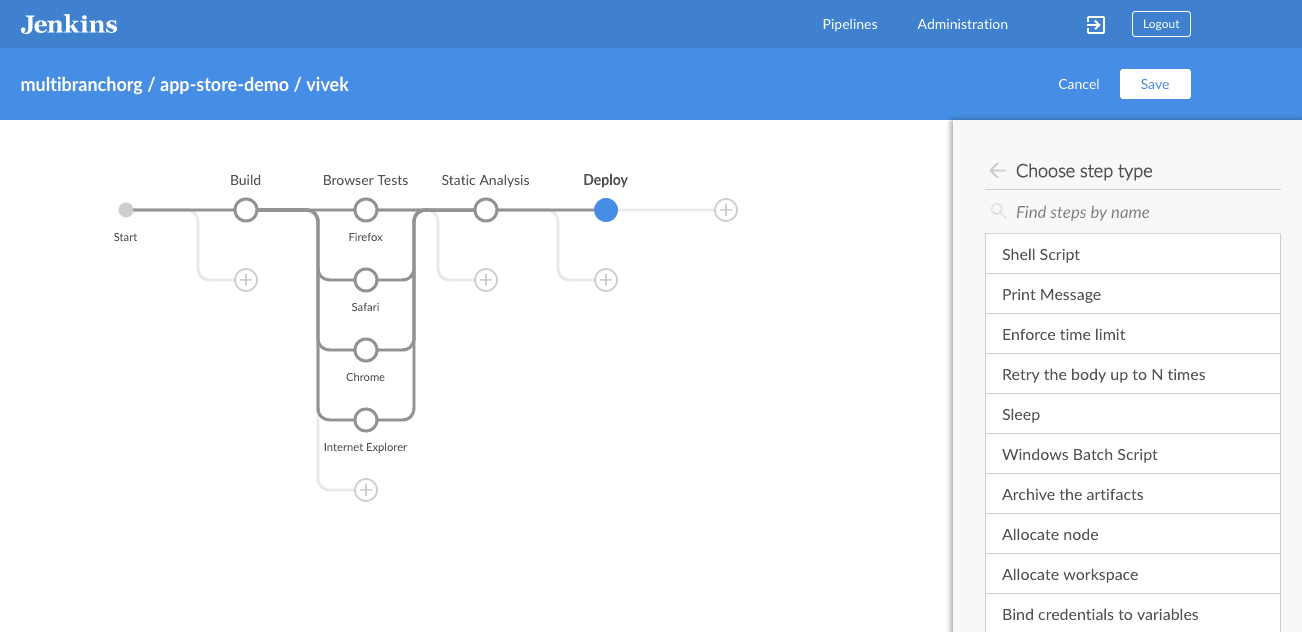 Jenkins
Pipelines
Administration
Logout
multibranchorg / app-store-demo / vivek
Cancel
Save
Build
Browser Tests
Static Analysis
Deploy
Start
Firefox
Safari
Chrome
Internet Explorer
Choose step type
Find steps by name
Shell Script
Print Message
Enforce time limit
Retry the body up to N times
Sleep
Windows Batch Script
Archive the artifacts
Allocate node
Allocate workspace
Bind credentials to variables